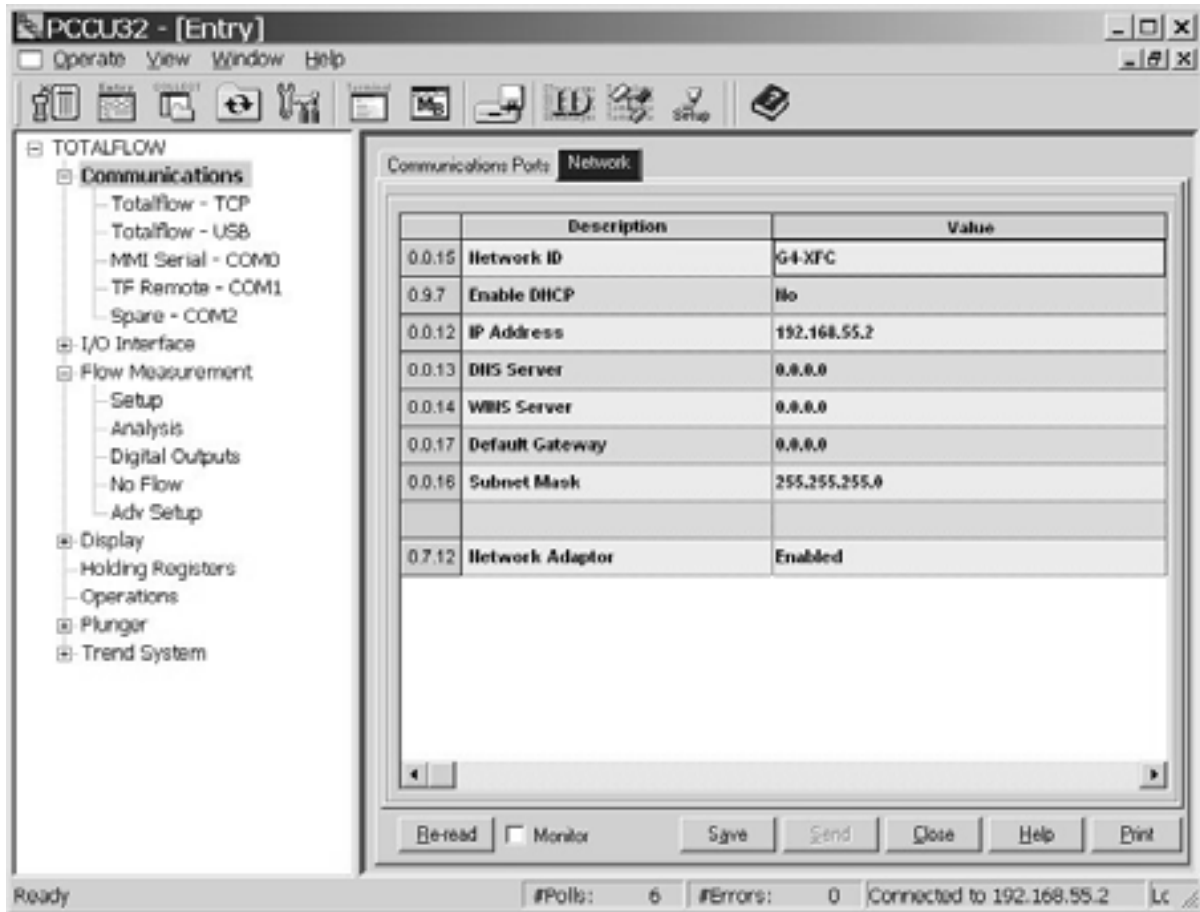 PCCU32 - [Entry]
Operate View Window Help
Entry COLLECT Terminal MB Setup
TOTALFLOW
Communications
Totalflow - TCP
Totalflow - USB
MMI Serial - COM0
TF Remote - COM1
Spare - COM2
I/O Interface
Flow Measurement
Setup
Analysis
Digital Outputs
No Flow
Adv Setup
Display
Holding Registers
Operations
Plunger
Trend System
Communications Ports Network
Description Value
0.0.15 Network ID G4-XFC
0.9.7 Enable DHCP No
0.0.12 IP Address 192.168.55.2
0.0.13 DNS Server 0.0.0.0
0.0.14 WINS Server 0.0.0.0
0.0.17 Default Gateway 0.0.0.0
0.0.16 Subnet Mask 255.255.255.0
0.7.12 Network Adaptor Enabled
Re-read Monitor Save Send Close Help Print
Ready #Polls: 6 #Errors: 0 Connected to 192.168.55.2 Lc